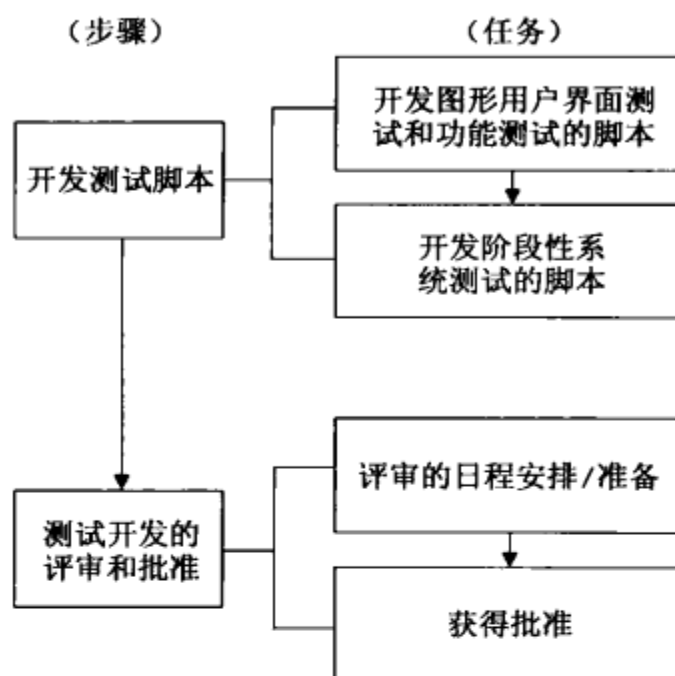 （步骤）
（任务）
开发图形用户界面测
试和功能测试的脚本
开发测试脚本
开发阶段性系
统测试的脚本
评审的日程安排/准备
测试开发的
评审和批准
获得批准